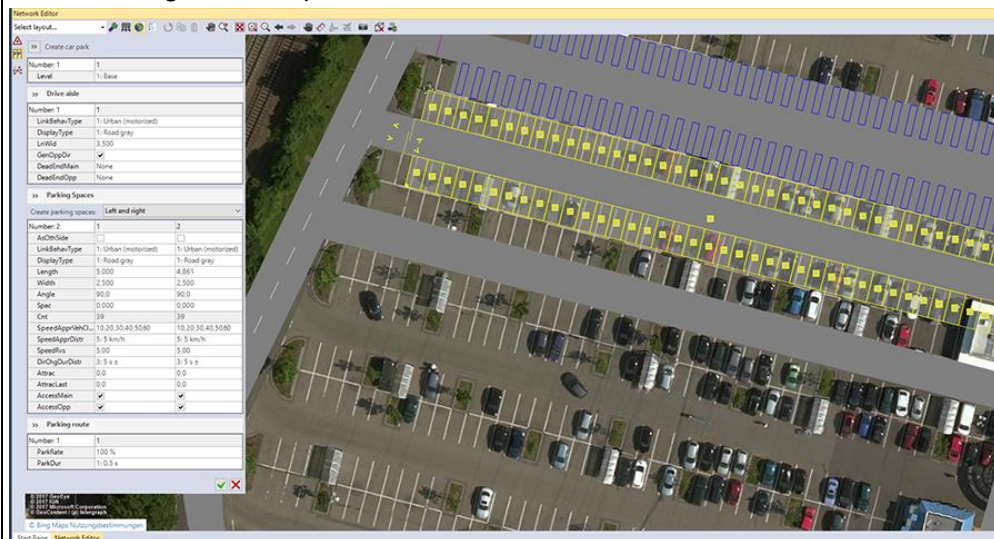 Network Editor
Select layout...
Create car park
Number: 1 1
Level 1: Base
Drive aisle
Number: 1 1
LinkBehavType 1: Urban (motorized)
DisplayType 1: Road gray
LnWid 3,500
GenOppDir
DeadEndMain None
DeadEndOpp None
Parking Spaces
Create parking spaces: Left and right
Number: 2 1 2
AsOthSide
LinkBehavType 1: Urban (motorized) 1: Urban (motorized)
DisplayType 1: Road gray 1: Road gray
Length 5,000 4,861
Width 2,500 2,500
Angle 90,0 90,0
Spac 0,000 0,000
Cnt 39 39
SpeedApprVehCl... 10,20,30,40,50,60 10,20,30,40,50,60
SpeedApprDistr 5: 5 km/h 5: 5 km/h
SpeedRvs 5,00 5,00
DirChgDurDistr 3: 5 s ± 3: 5 s ±
Attrac 0,0 0,0
AttracLast 0,0 0,0
AccessMain
AccessOpp
Parking route
Number: 1 1
ParkRate 100 %
ParkDur 1: 0.5 s
© 2017 GeoEye
© 2017 IGN
© 2017 Microsoft Corporation
© GeoContent / (p) Intergraph
© Bing Maps Nutzungsbestimmungen
Start Page Network Editor